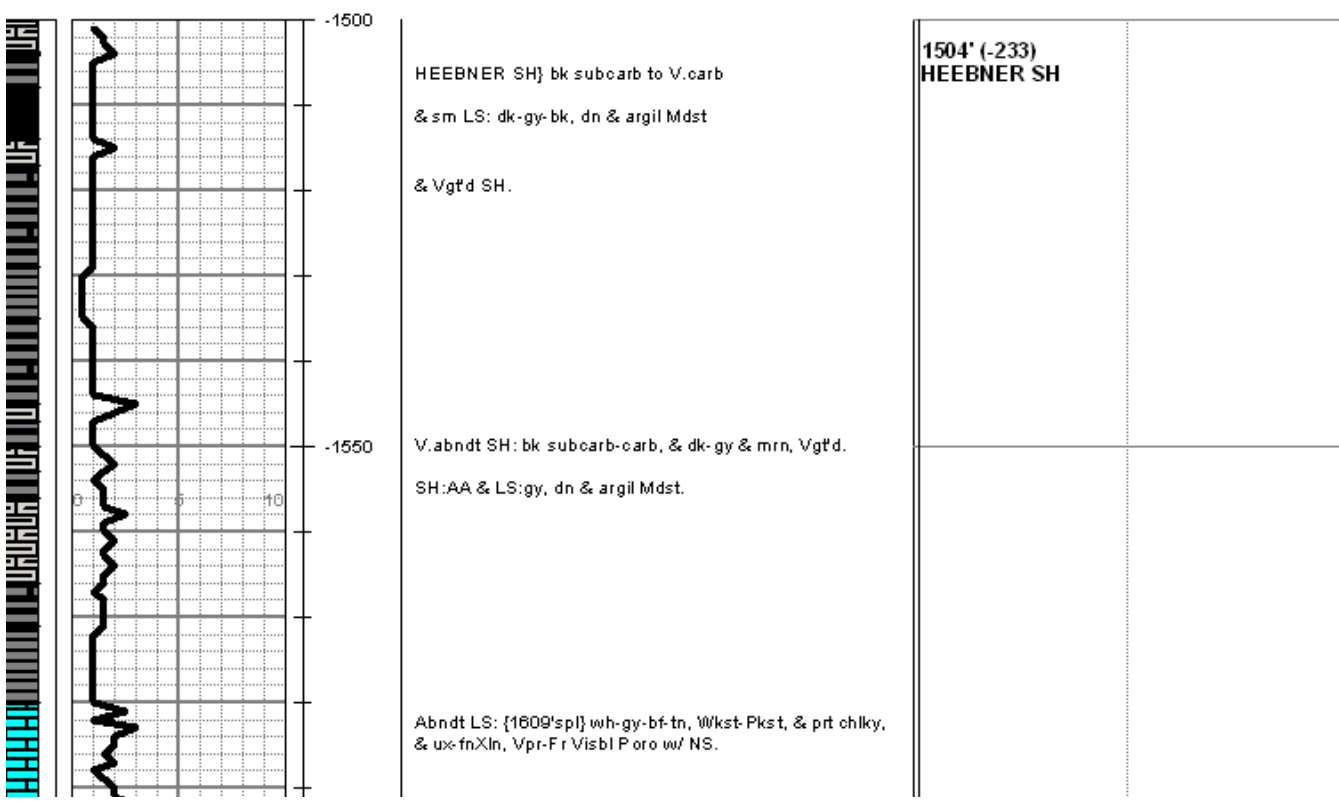 -1500
1504' (-233)
HEEBNER SH
HEEBNER SH} bk subcarb to V.carb
& sm LS: dk-gy-bk, dn & argil Mdst
& Vgt'd SH.
-1550
V.abndt SH: bk subcarb-carb, & dk-gy & mrn, Vgt'd.
SH:AA & LS:gy, dn & argil Mdst.
0 5 10
Abndt LS: {1609'spl} wh-gy-bf-tn, Wkst-Pkst, & prt chlky,
& ux-fnXln, Vpr-Fr Visbl Poro w/ NS.